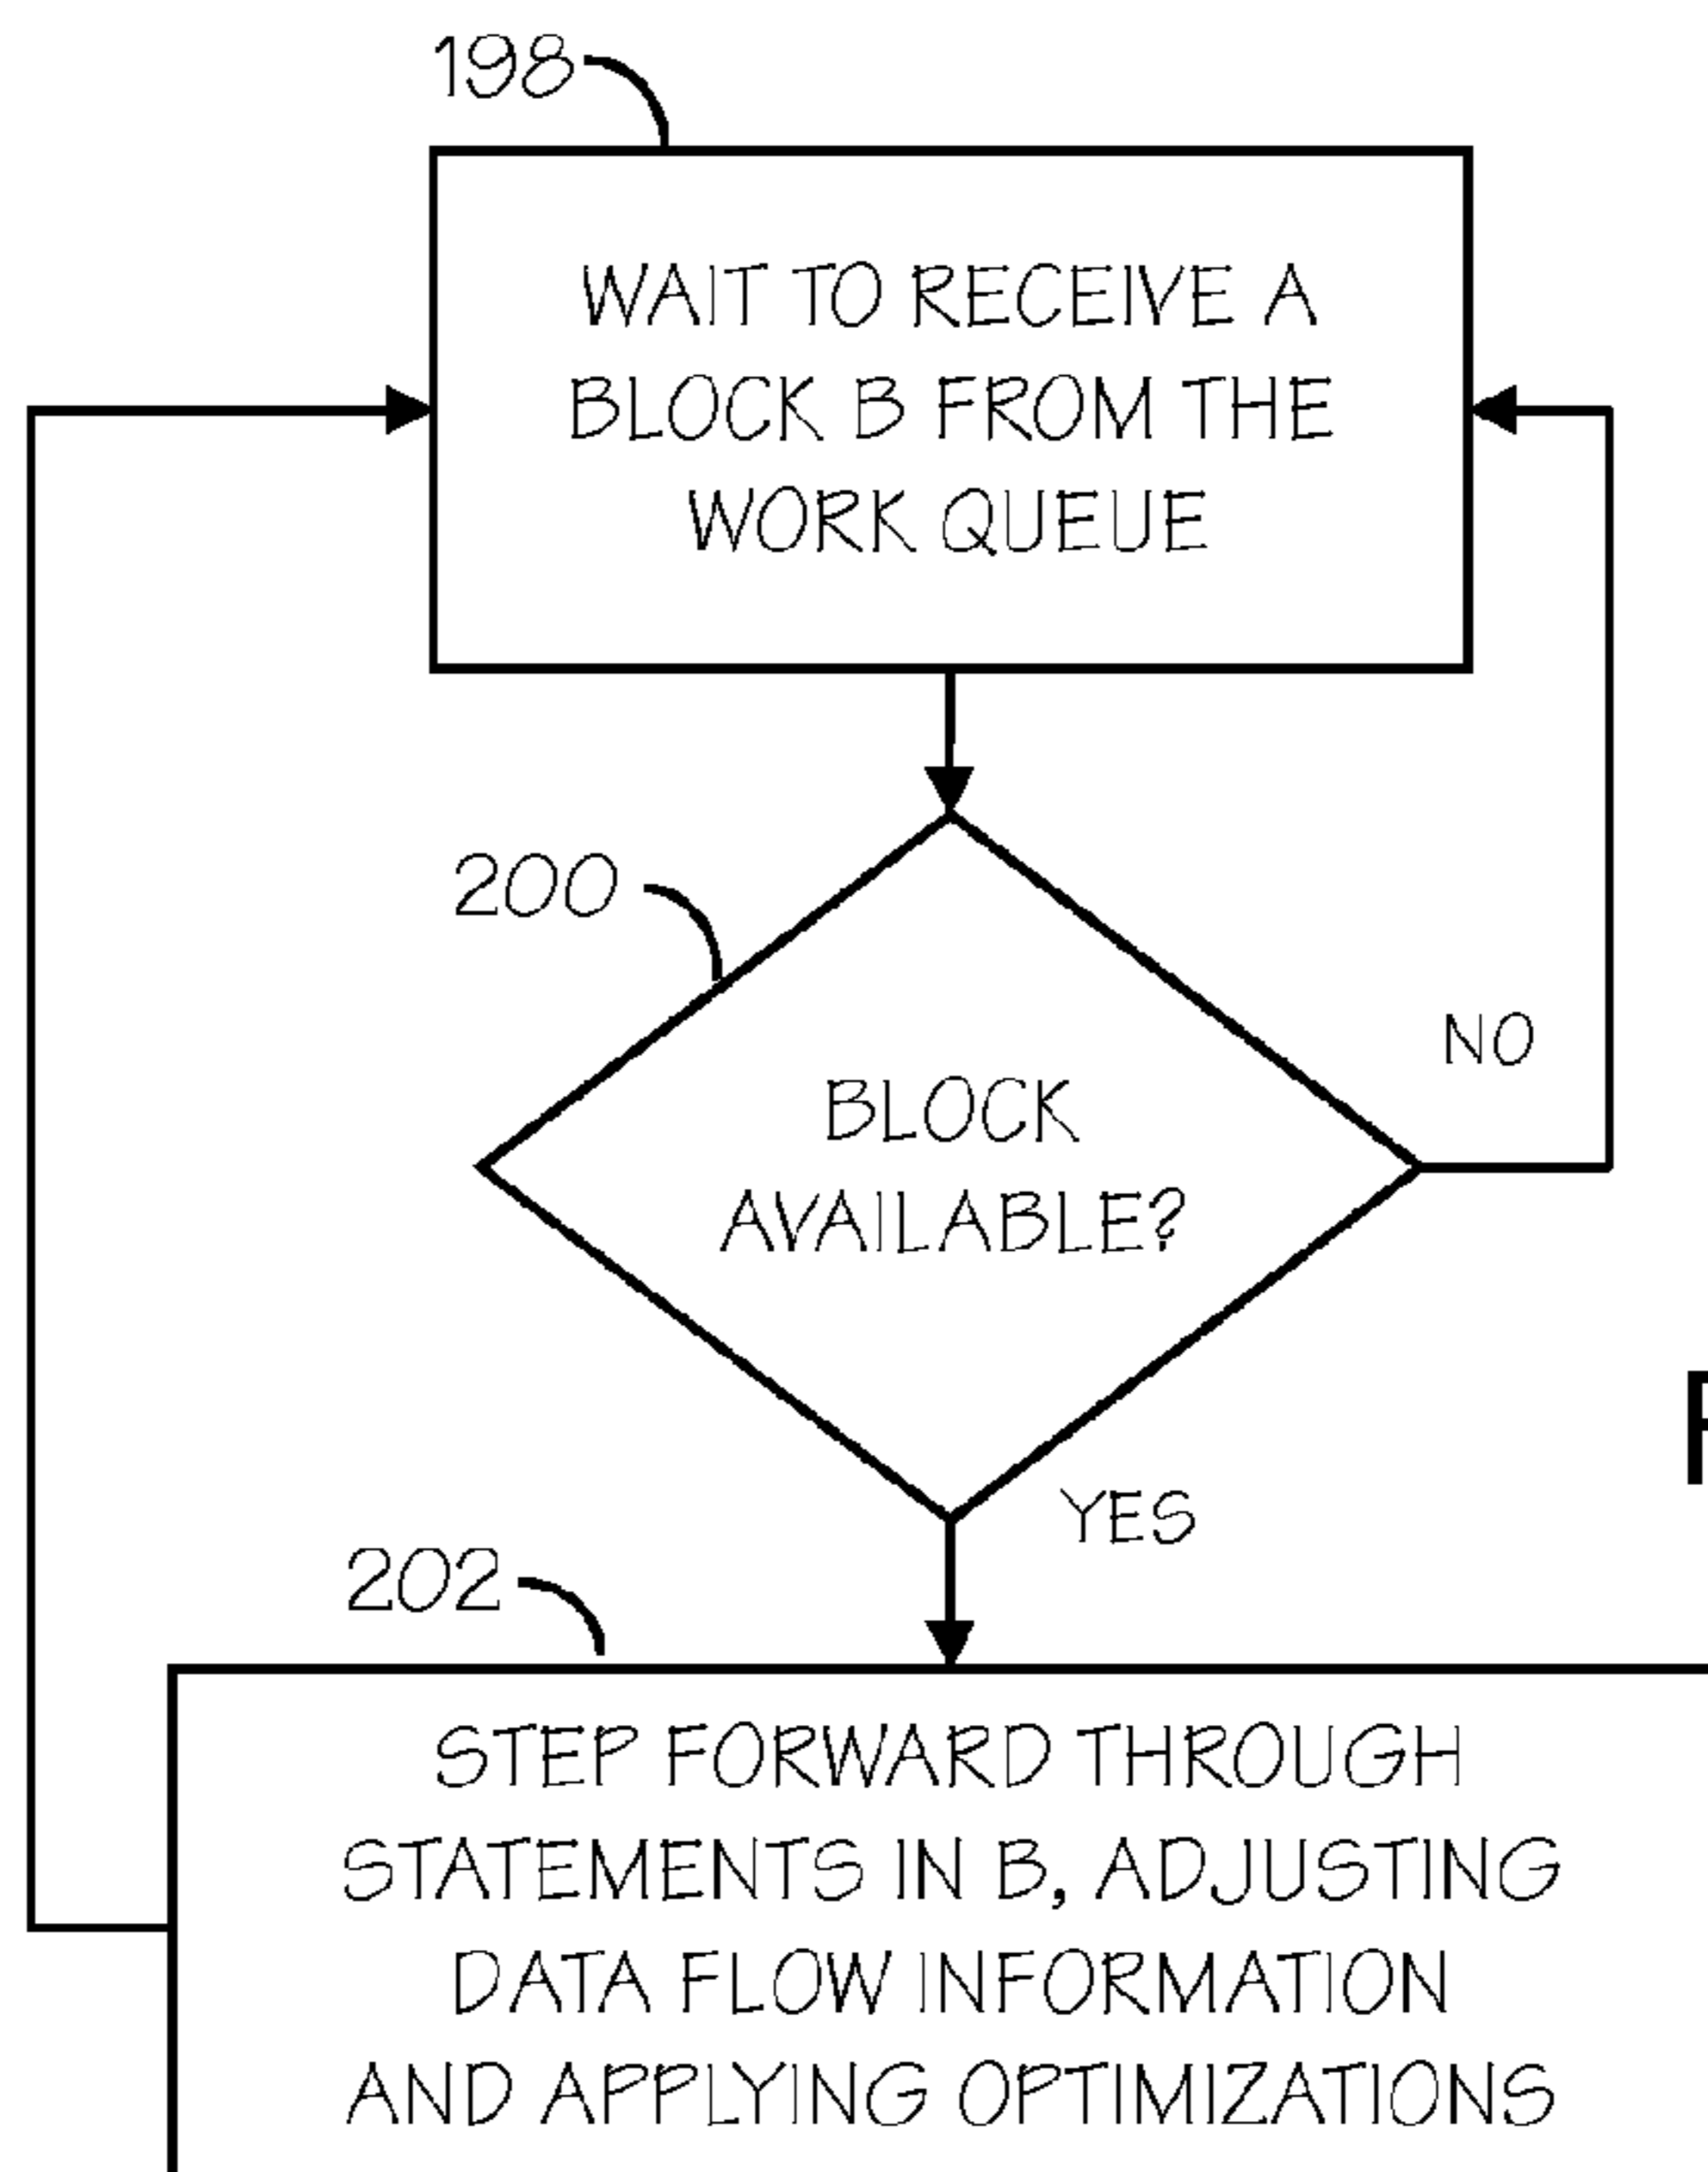 198
WAIT TO RECEIVE A
BLOCK B FROM THE
WORK QUEUE
200
BLOCK
AVAILABLE?
NO
YES
202
STEP FORWARD THROUGH
STATEMENTS IN B, ADJUSTING
DATA FLOW INFORMATION
AND APPLYING OPTIMIZATIONS